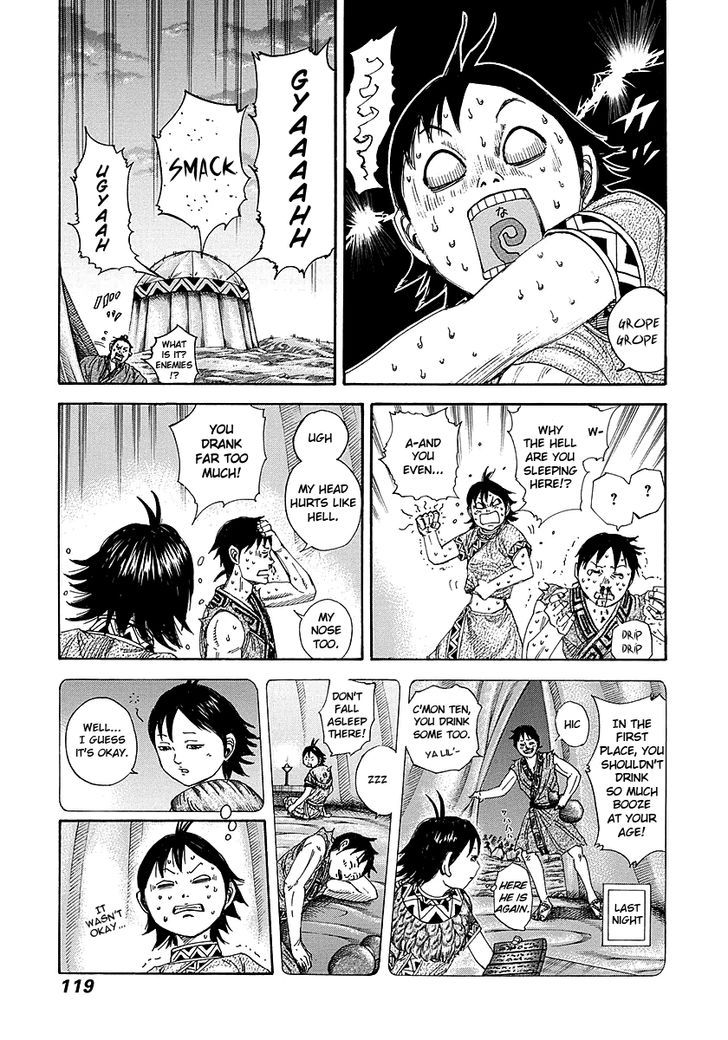 な
GROPE
GROPE
GYAAAAHH
SMACK
UGYAAH
WHAT
IS IT?
ENEMIES
!?
W-
WHY
THE HELL
ARE YOU
SLEEPING
HERE!?
A-AND
YOU
EVEN...
?
?
DRIP
DRIP
UGH
MY HEAD
HURTS LIKE
HELL.
YOU
DRANK
FAR TOO
MUCH!
MY
NOSE
TOO.
IN THE
FIRST
PLACE, YOU
SHOULDN'T
DRINK
SO MUCH
BOOZE
AT YOUR
AGE!
HIC
C'MON TEN,
YOU DRINK
SOME TOO.
YA LIL'~
HERE
HE IS
AGAIN.
LAST
NIGHT
DON'T
FALL
ASLEEP
THERE!
ZZZ
WELL...
I GUESS
IT'S OKAY.
IT
WASN'T
OKAY...
119